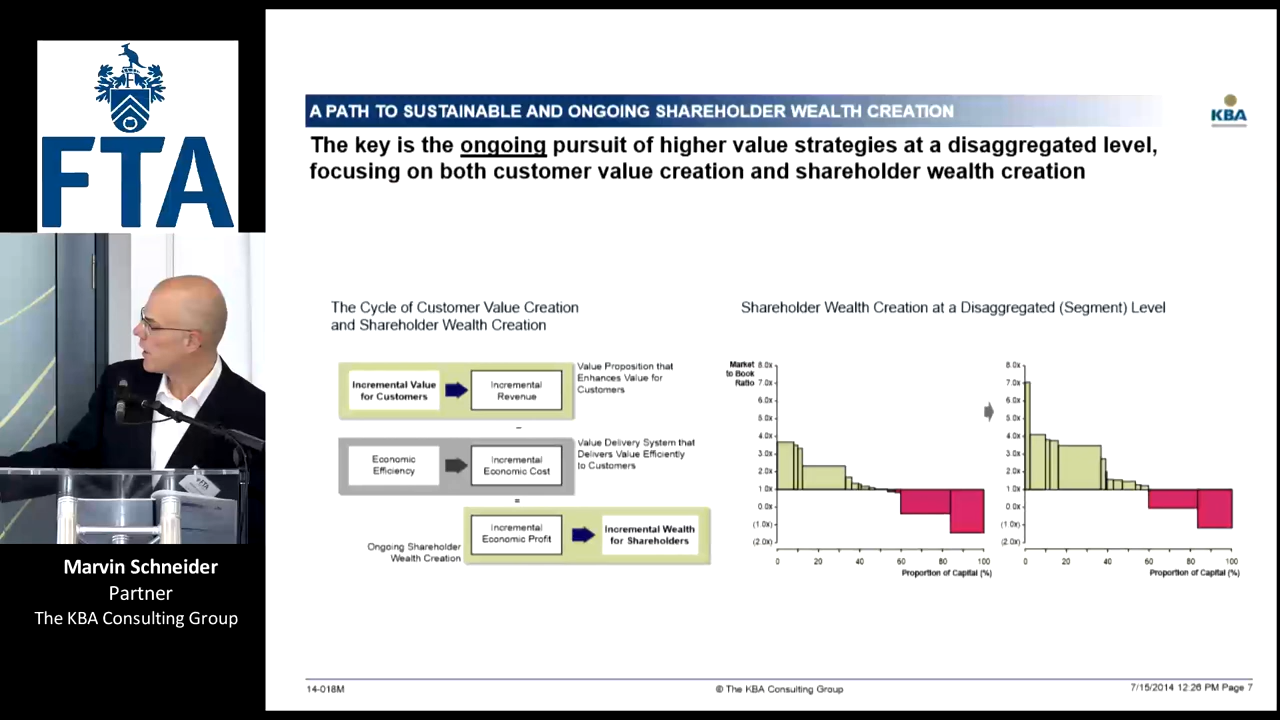 FTA
Marvin Schneider
Partner
The KBA Consulting Group
A PATH TO SUSTAINABLE AND ONGOING SHAREHOLDER WEALTH CREATION
KBA
The key is the ongoing pursuit of higher value strategies at a disaggregated level,
focusing on both customer value creation and shareholder wealth creation
The Cycle of Customer Value Creation
and Shareholder Wealth Creation
Incremental Value
for Customers
Incremental
Revenue
Value Proposition that
Enhances Value for
Customers
–
Economic
Efficiency
Incremental
Economic Cost
Value Delivery System that
Delivers Value Efficiently
to Customers
=
Ongoing Shareholder
Wealth Creation
Incremental
Economic Profit
Incremental Wealth
for Shareholders
Shareholder Wealth Creation at a Disaggregated (Segment) Level
Market
to Book
Ratio
8.0x
7.0x
6.0x
5.0x
4.0x
3.0x
2.0x
1.0x
0.0x
(1.0x)
(2.0x)
0 20 40 60 80 100
Proportion of Capital (%)
8.0x
7.0x
6.0x
5.0x
4.0x
3.0x
2.0x
1.0x
0.0x
(1.0x)
(2.0x)
0 20 40 60 80 100
Proportion of Capital (%)
14-018M
© The KBA Consulting Group
7/15/2014 12:26 PM Page 7